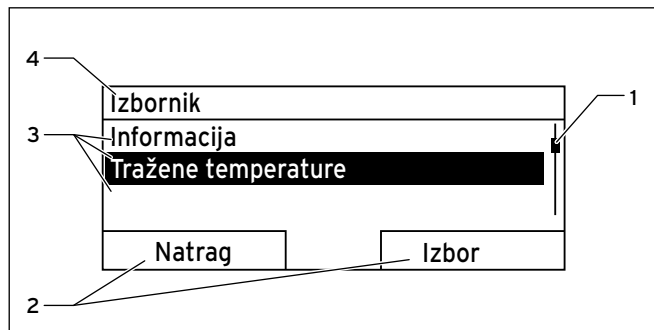 4
Izbornik
1
3
Informacija
Tražene temperature
Natrag
Izbor
2